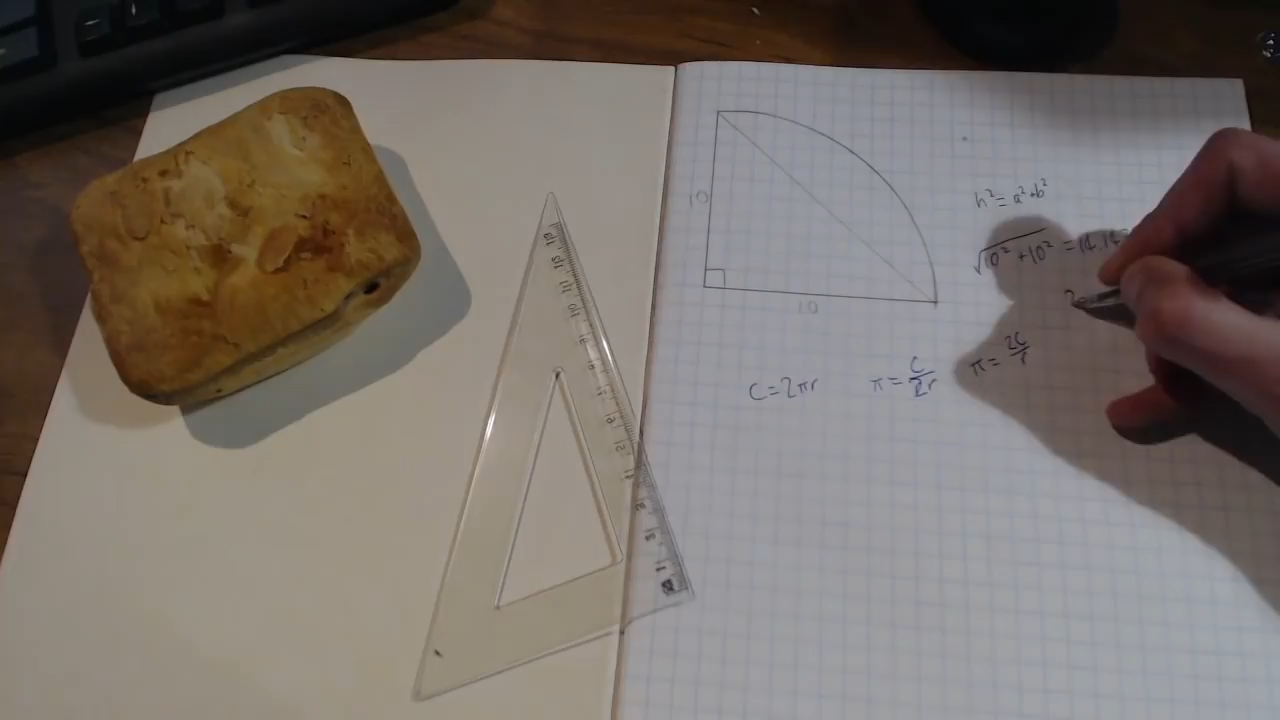 10
10
h²=a²+b²
√10²+10² =14.14
C=2πr
π=C/2r
π=2C/r